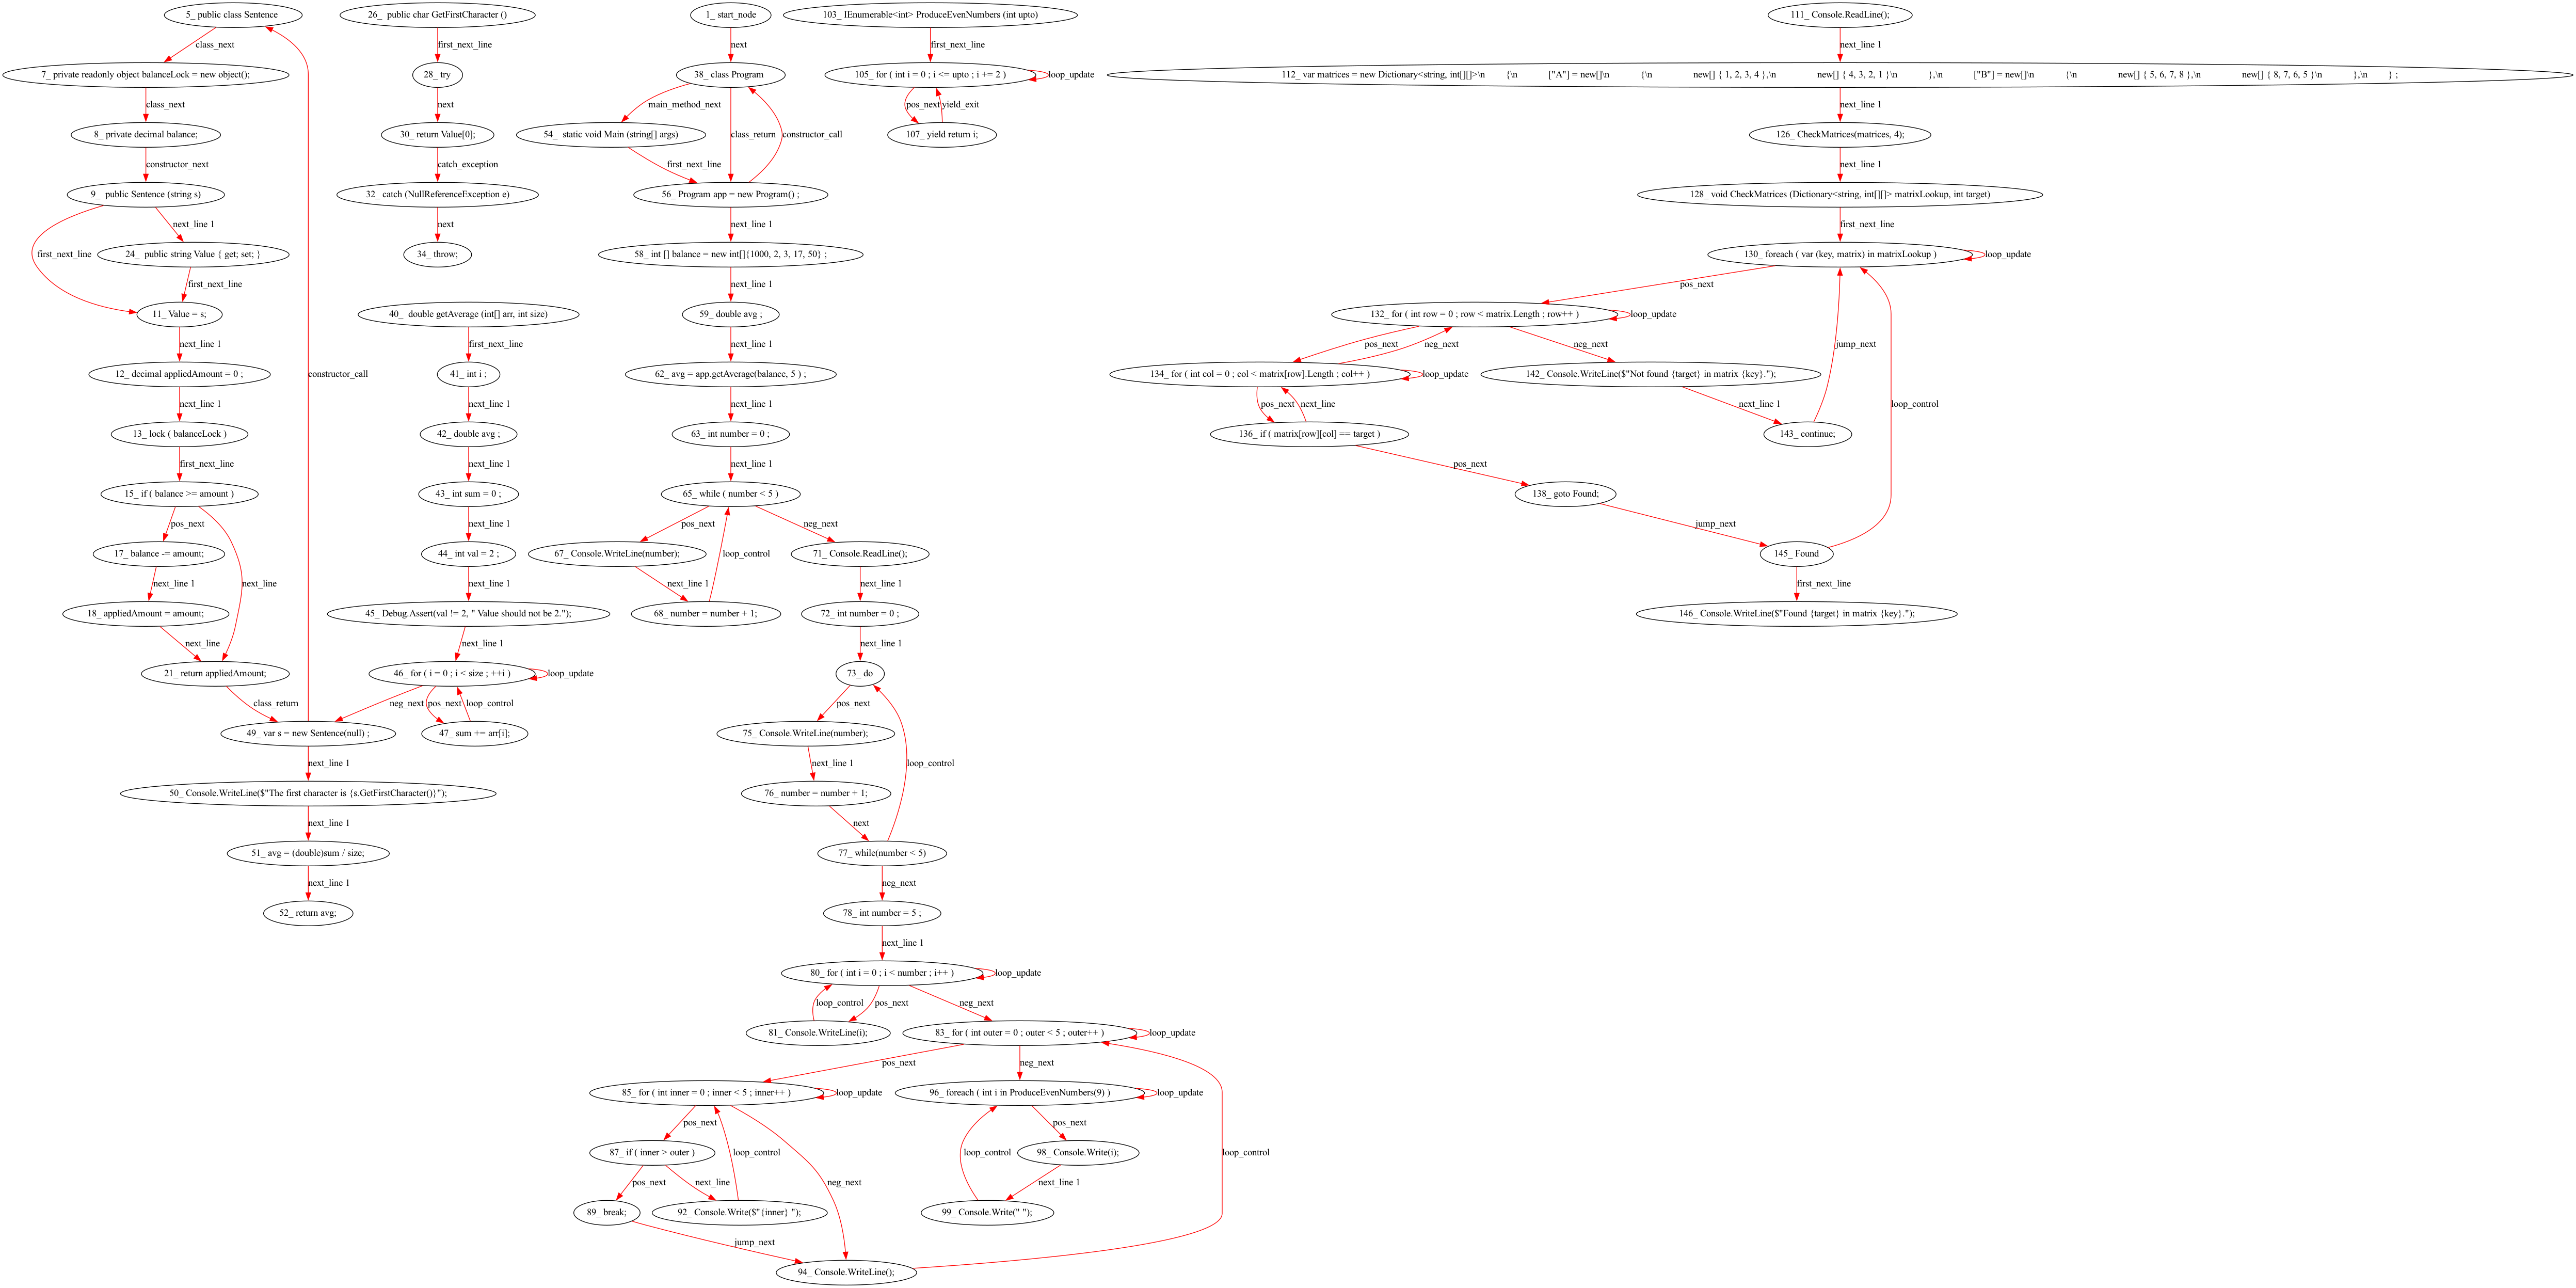 5_ public class Sentence
class_next
7_ private readonly object balanceLock = new object();
class_next
8_ private decimal balance;
constructor_next
9_ public Sentence (string s)
next_line 1
first_next_line
24_ public string Value { get; set; }
first_next_line
11_ Value = s;
next_line 1
12_ decimal appliedAmount = 0 ;
constructor_call
next_line 1
13_ lock ( balanceLock )
first_next_line
15_ if ( balance >= amount )
pos_next
17_ balance -= amount;
next_line 1
next_line
18_ appliedAmount = amount;
next_line
21_ return appliedAmount;
class_return
49_ var s = new Sentence(null) ;
next_line 1
50_ Console.WriteLine($"The first character is {s.GetFirstCharacter()}");
next_line 1
51_ avg = (double)sum / size;
next_line 1
52_ return avg;
26_ public char GetFirstCharacter ()
first_next_line
28_ try
next
30_ return Value[0];
catch_exception
32_ catch (NullReferenceException e)
next
34_ throw;
40_ double getAverage (int[] arr, int size)
first_next_line
41_ int i ;
next_line 1
42_ double avg ;
next_line 1
43_ int sum = 0 ;
next_line 1
44_ int val = 2 ;
next_line 1
45_ Debug.Assert(val != 2, " Value should not be 2.");
next_line 1
46_ for ( i = 0 ; i < size ; ++i )
loop_update
neg_next
pos_next
loop_control
47_ sum += arr[i];
1_ start_node
next
38_ class Program
main_method_next
54_ static void Main (string[] args)
class_return
constructor_call
first_next_line
56_ Program app = new Program() ;
next_line 1
58_ int [] balance = new int[]{1000, 2, 3, 17, 50} ;
next_line 1
59_ double avg ;
next_line 1
62_ avg = app.getAverage(balance, 5 ) ;
next_line 1
63_ int number = 0 ;
next_line 1
65_ while ( number < 5 )
pos_next
neg_next
67_ Console.WriteLine(number);
loop_control
71_ Console.ReadLine();
next_line 1
next_line 1
68_ number = number + 1;
72_ int number = 0 ;
next_line 1
73_ do
pos_next
75_ Console.WriteLine(number);
next_line 1
loop_control
76_ number = number + 1;
next
77_ while(number < 5)
neg_next
78_ int number = 5 ;
next_line 1
80_ for ( int i = 0 ; i < number ; i++ )
loop_update
loop_control
pos_next
neg_next
81_ Console.WriteLine(i);
83_ for ( int outer = 0 ; outer < 5 ; outer++ )
loop_update
pos_next
neg_next
85_ for ( int inner = 0 ; inner < 5 ; inner++ )
loop_update
96_ foreach ( int i in ProduceEvenNumbers(9) )
loop_update
pos_next
pos_next
87_ if ( inner > outer )
loop_control
loop_control
98_ Console.Write(i);
loop_control
pos_next
next_line
neg_next
next_line 1
89_ break;
92_ Console.Write($"{inner} ");
99_ Console.Write(" ");
jump_next
94_ Console.WriteLine();
103_ IEnumerable<int> ProduceEvenNumbers (int upto)
first_next_line
105_ for ( int i = 0 ; i <= upto ; i += 2 )
loop_update
pos_next
yield_exit
107_ yield return i;
111_ Console.ReadLine();
next_line 1
112_ var matrices = new Dictionary<string, int[][]>\n {\n ["A"] = new[]\n {\n new[] { 1, 2, 3, 4 },\n new[] { 4, 3, 2, 1 }\n },\n ["B"] = new[]\n {\n new[] { 5, 6, 7, 8 },\n new[] { 8, 7, 6, 5 }\n },\n } ;
next_line 1
126_ CheckMatrices(matrices, 4);
next_line 1
128_ void CheckMatrices (Dictionary<string, int[][]> matrixLookup, int target)
first_next_line
130_ foreach ( var (key, matrix) in matrixLookup )
loop_update
pos_next
132_ for ( int row = 0 ; row < matrix.Length ; row++ )
loop_update
pos_next
neg_next
neg_next
jump_next
134_ for ( int col = 0 ; col < matrix[row].Length ; col++ )
loop_update
142_ Console.WriteLine($"Not found {target} in matrix {key}.");
pos_next
next_line
next_line 1
loop_control
136_ if ( matrix[row][col] == target )
143_ continue;
pos_next
138_ goto Found;
jump_next
145_ Found
first_next_line
146_ Console.WriteLine($"Found {target} in matrix {key}.");